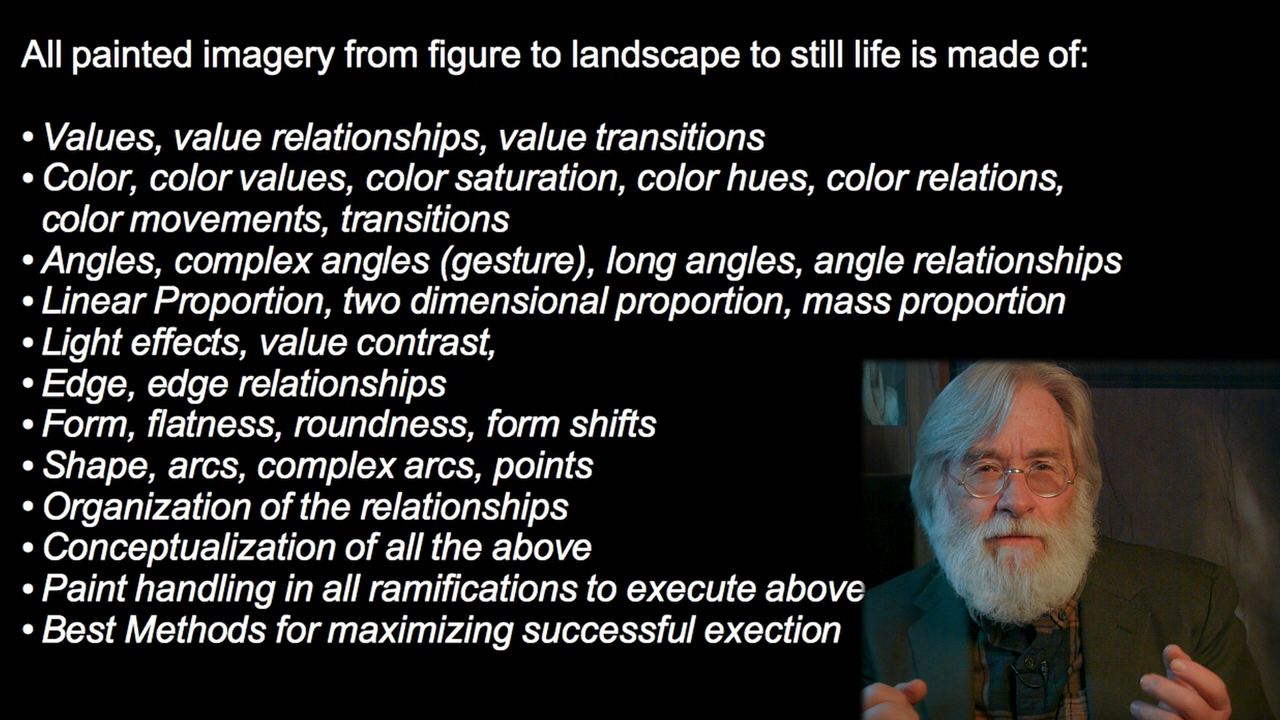 All painted imagery from figure to landscape to still life is made of:
• Values, value relationships, value transitions
• Color, color values, color saturation, color hues, color relations,
color movements, transitions
• Angles, complex angles (gesture), long angles, angle relationships
• Linear Proportion, two dimensional proportion, mass proportion
• Light effects, value contrast,
• Edge, edge relationships
• Form, flatness, roundness, form shifts
• Shape, arcs, complex arcs, points
• Organization of the relationships
• Conceptualization of all the above
• Paint handling in all ramifications to execute above
• Best Methods for maximizing successful exection